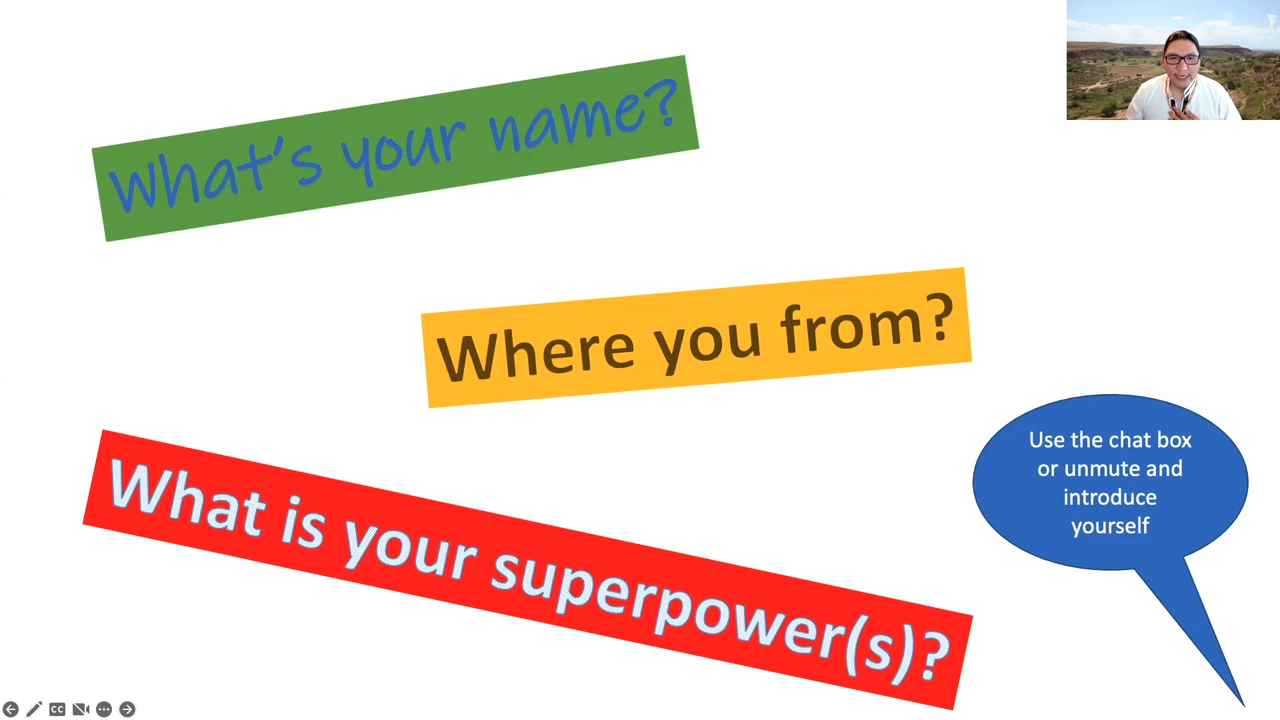 What's your name?
Where you from?
What is your superpower(s)?
Use the chat box
or unmute and
introduce
yourself
CC